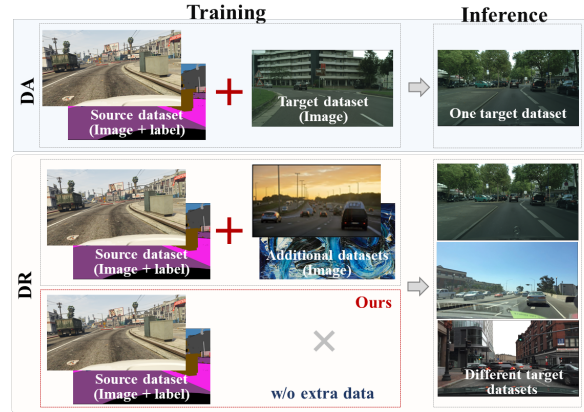 Training
Inference
DA
Source dataset
(Image + label)
Target dataset
(Image)
One target dataset
DR
Source dataset
(Image + label)
Additional datasets
(Image)
Ours
Source dataset
(Image + label)
w/o extra data
Different target
datasets